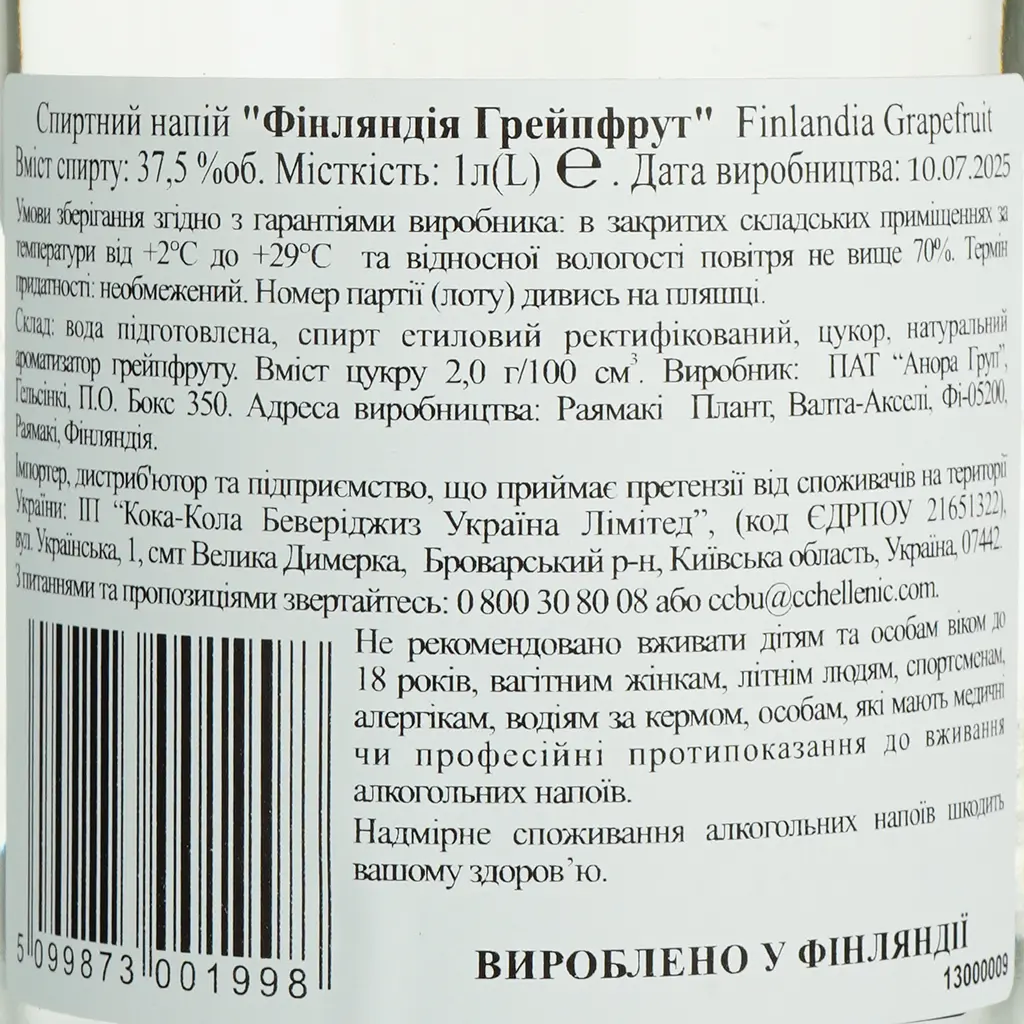 Спиртний напій "Фінляндія Грейпфрут" Finlandia Grapefruit
Вміст спирту: 37,5 %об. Місткість: 1л(L) ℮. Дата виробництва: 10.07.2025
Умови зберігання згідно з гарантіями виробника: в закритих складських приміщеннях за
температури від +2°C до +29°C та відносної вологості повітря не вище 70%. Термін
придатності: необмежений. Номер партії (лоту) дивись на пляшці.
Склад: вода підготовлена, спирт етиловий ректифікований, цукор, натуральний
ароматизатор грейпфруту. Вміст цукру 2,0 г/100 см³. Виробник: ПАТ “Анора Груп”,
Гельсінкі, П.О. Бокс 350. Адреса виробництва: Раямакі Плант, Валта-Акселі, Фі-05200,
Раямакі, Фінляндія.
Імпортер, дистриб'ютор та підприємство, що приймає претензії від споживачів на території
України: ІП “Кока-Кола Беверіджиз Україна Лімітед”, (код ЄДРПОУ 21651322),
вул. Українська, 1, смт Велика Димерка, Броварський р-н, Київська область, Україна, 07442.
З питаннями та пропозиціями звертайтесь: 0 800 30 80 08 або ccbu@cchellenic.com.
Не рекомендовано вживати дітям та особам віком до
18 років, вагітним жінкам, літнім людям, спортсменам,
алергікам, водіям за кермом, особам, які мають медичні
чи професійні протипоказання до вживання
алкогольних напоїв.
Надмірне споживання алкогольних напоїв шкодить
вашому здоров’ю.
ВИРОБЛЕНО У ФІНЛЯНДІЇ
13000009
5 099873 001998